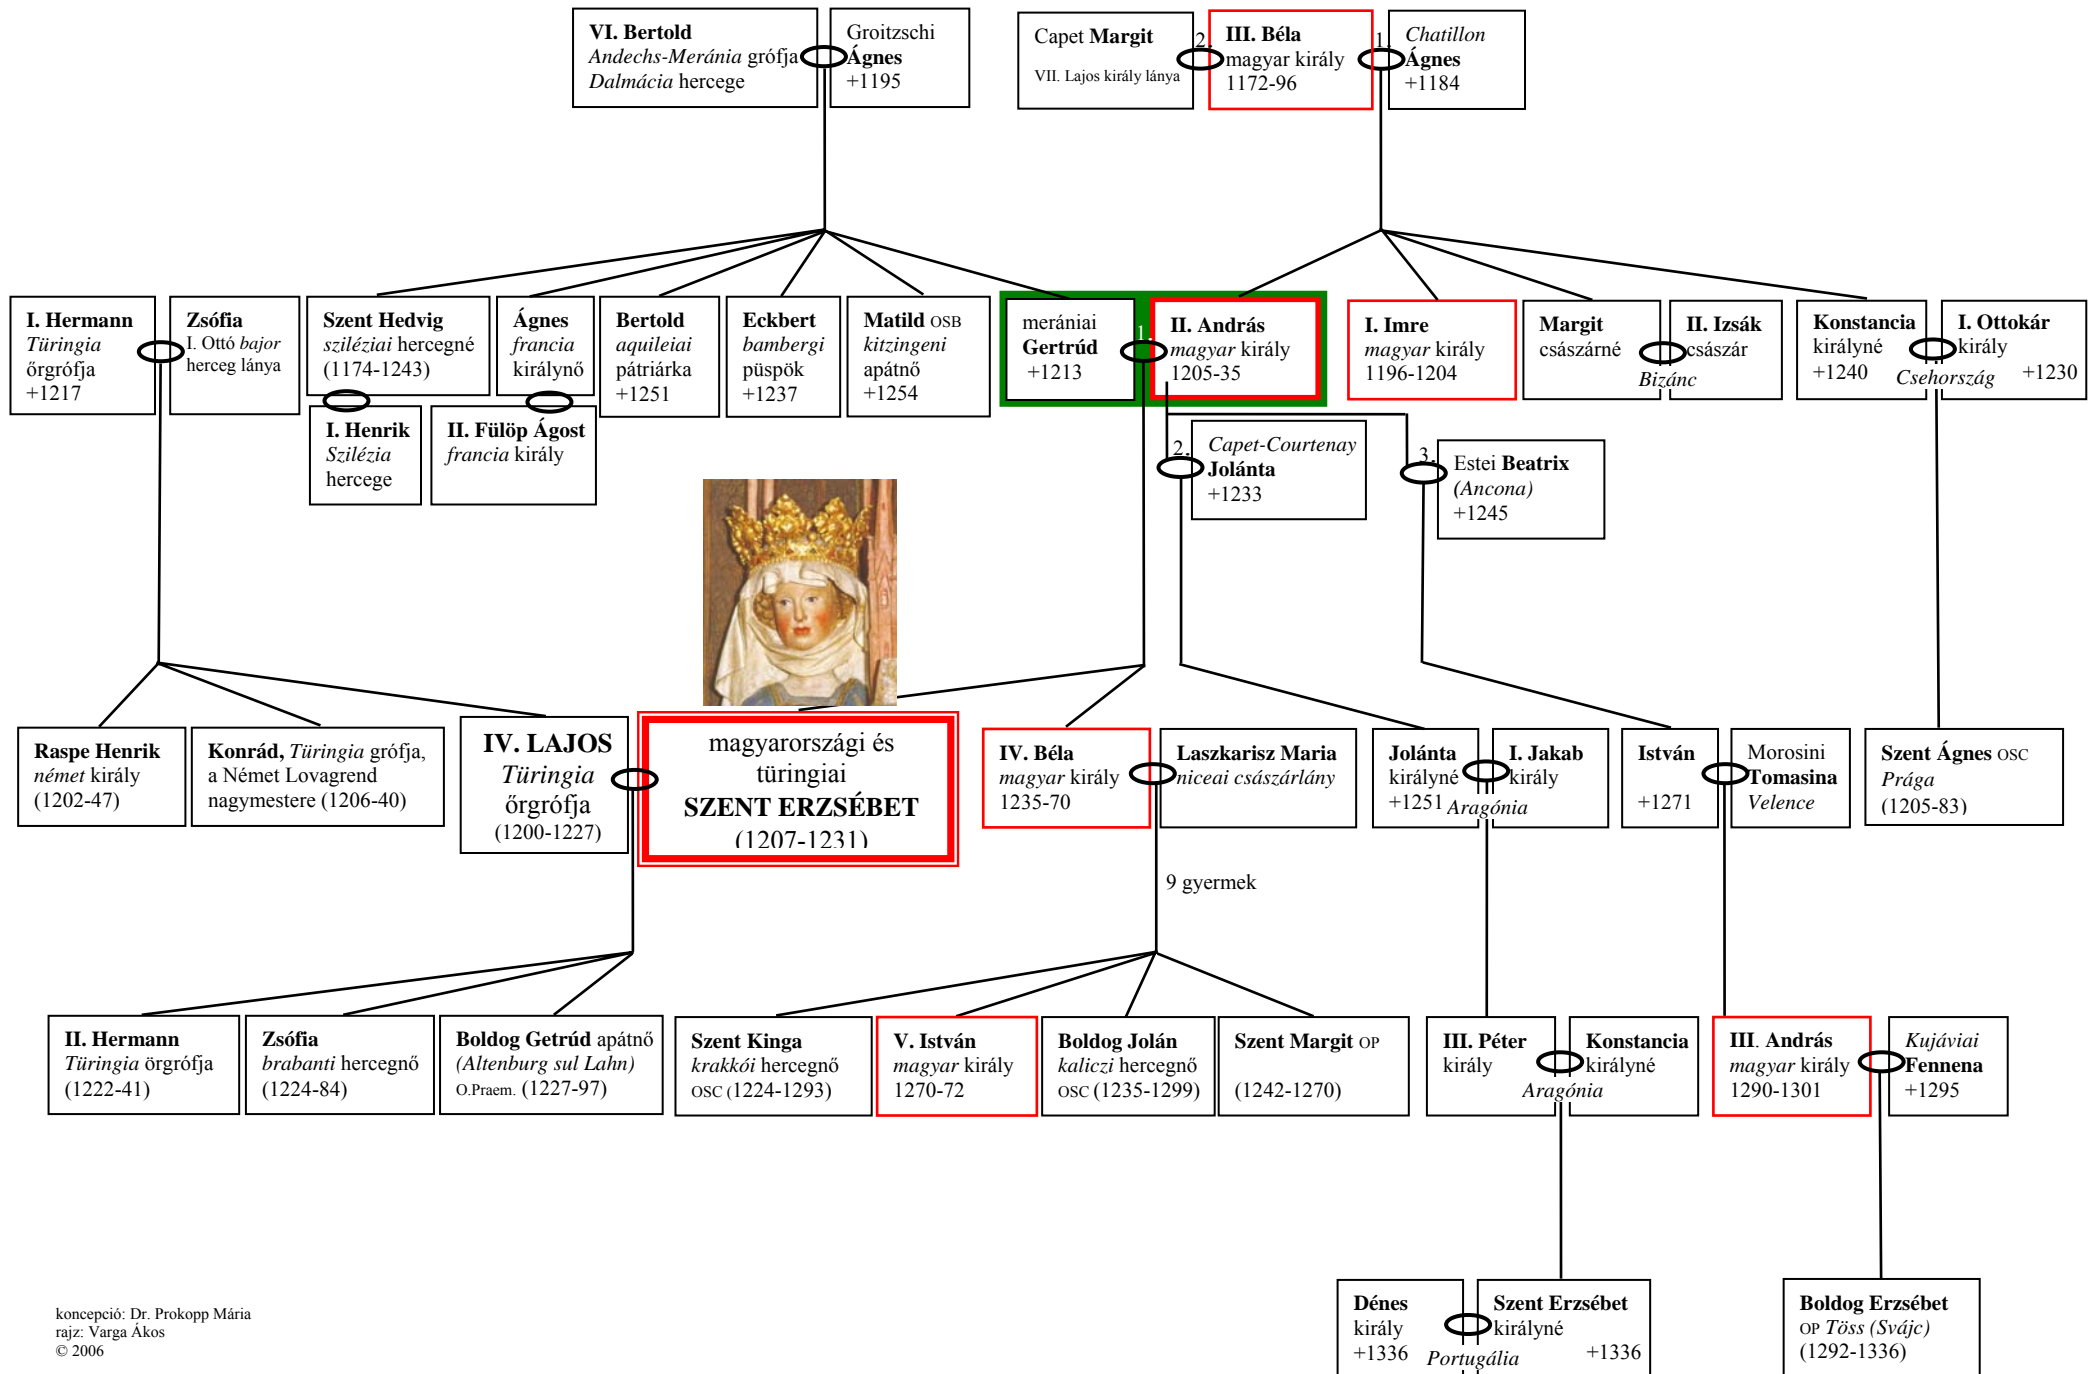 VI. Bertold
Andechs-Meránia grófja
Dalmácia hercege
Groitzschi
Ágnes
+1195
Capet Margit
VII. Lajos király lánya
2.
III. Béla
magyar király
1172-96
1.
Chatillon
Ágnes
+1184
I. Hermann
Türingia
őrgrófja
+1217
Zsófia
I. Ottó bajor
herceg lánya
Szent Hedvig
sziléziai hercegné
(1174-1243)
I. Henrik
Szilézia
hercege
Ágnes
francia
királynő
II. Fülöp Ágost
francia király
Bertold
aquileiai
pátriárka
+1251
Eckbert
bambergi
püspök
+1237
Matild OSB
kitzingeni
apátnő
+1254
merániai
Gertrúd
+1213
1.
II. András
magyar király
1205-35
I. Imre
magyar király
1196-1204
Margit
császárné
II. Izsák
császár
Bizánc
Konstancia
királyné
+1240
I. Ottokár
király
+1230
Csehország
2.
Capet-Courtenay
Jolánta
+1233
3.
Estei Beatrix
(Ancona)
+1245
Raspe Henrik
német király
(1202-47)
Konrád, Türingia grófja,
a Német Lovagrend
nagymestere (1206-40)
IV. LAJOS
Türingia
őrgrófja
(1200-1227)
magyarországi és
türingiai
SZENT ERZSÉBET
(1207-1231)
IV. Béla
magyar király
1235-70
Laszkarisz Maria
niceai császárlány
Jolánta
királyné
+1251
I. Jakab
király
Aragónia
István
+1271
Morosini
Tomasina
Velence
Szent Ágnes OSC
Prága
(1205-83)
9 gyermek
II. Hermann
Türingia örgrófja
(1222-41)
Zsófia
brabanti hercegnő
(1224-84)
Boldog Getrúd apátnő
(Altenburg sul Lahn)
O.Praem. (1227-97)
Szent Kinga
krakkói hercegnő
OSC (1224-1293)
V. István
magyar király
1270-72
Boldog Jolán
kaliczi hercegnő
OSC (1235-1299)
Szent Margit OP
(1242-1270)
III. Péter
király
Konstancia
királyné
Aragónia
III. András
magyar király
1290-1301
Kujáviai
Fennena
+1295
Dénes
király
+1336
Szent Erzsébet
királyné
+1336
Portugália
Boldog Erzsébet
OP Töss (Svájc)
(1292-1336)
koncepció: Dr. Prokopp Mária
rajz: Varga Ákos
© 2006